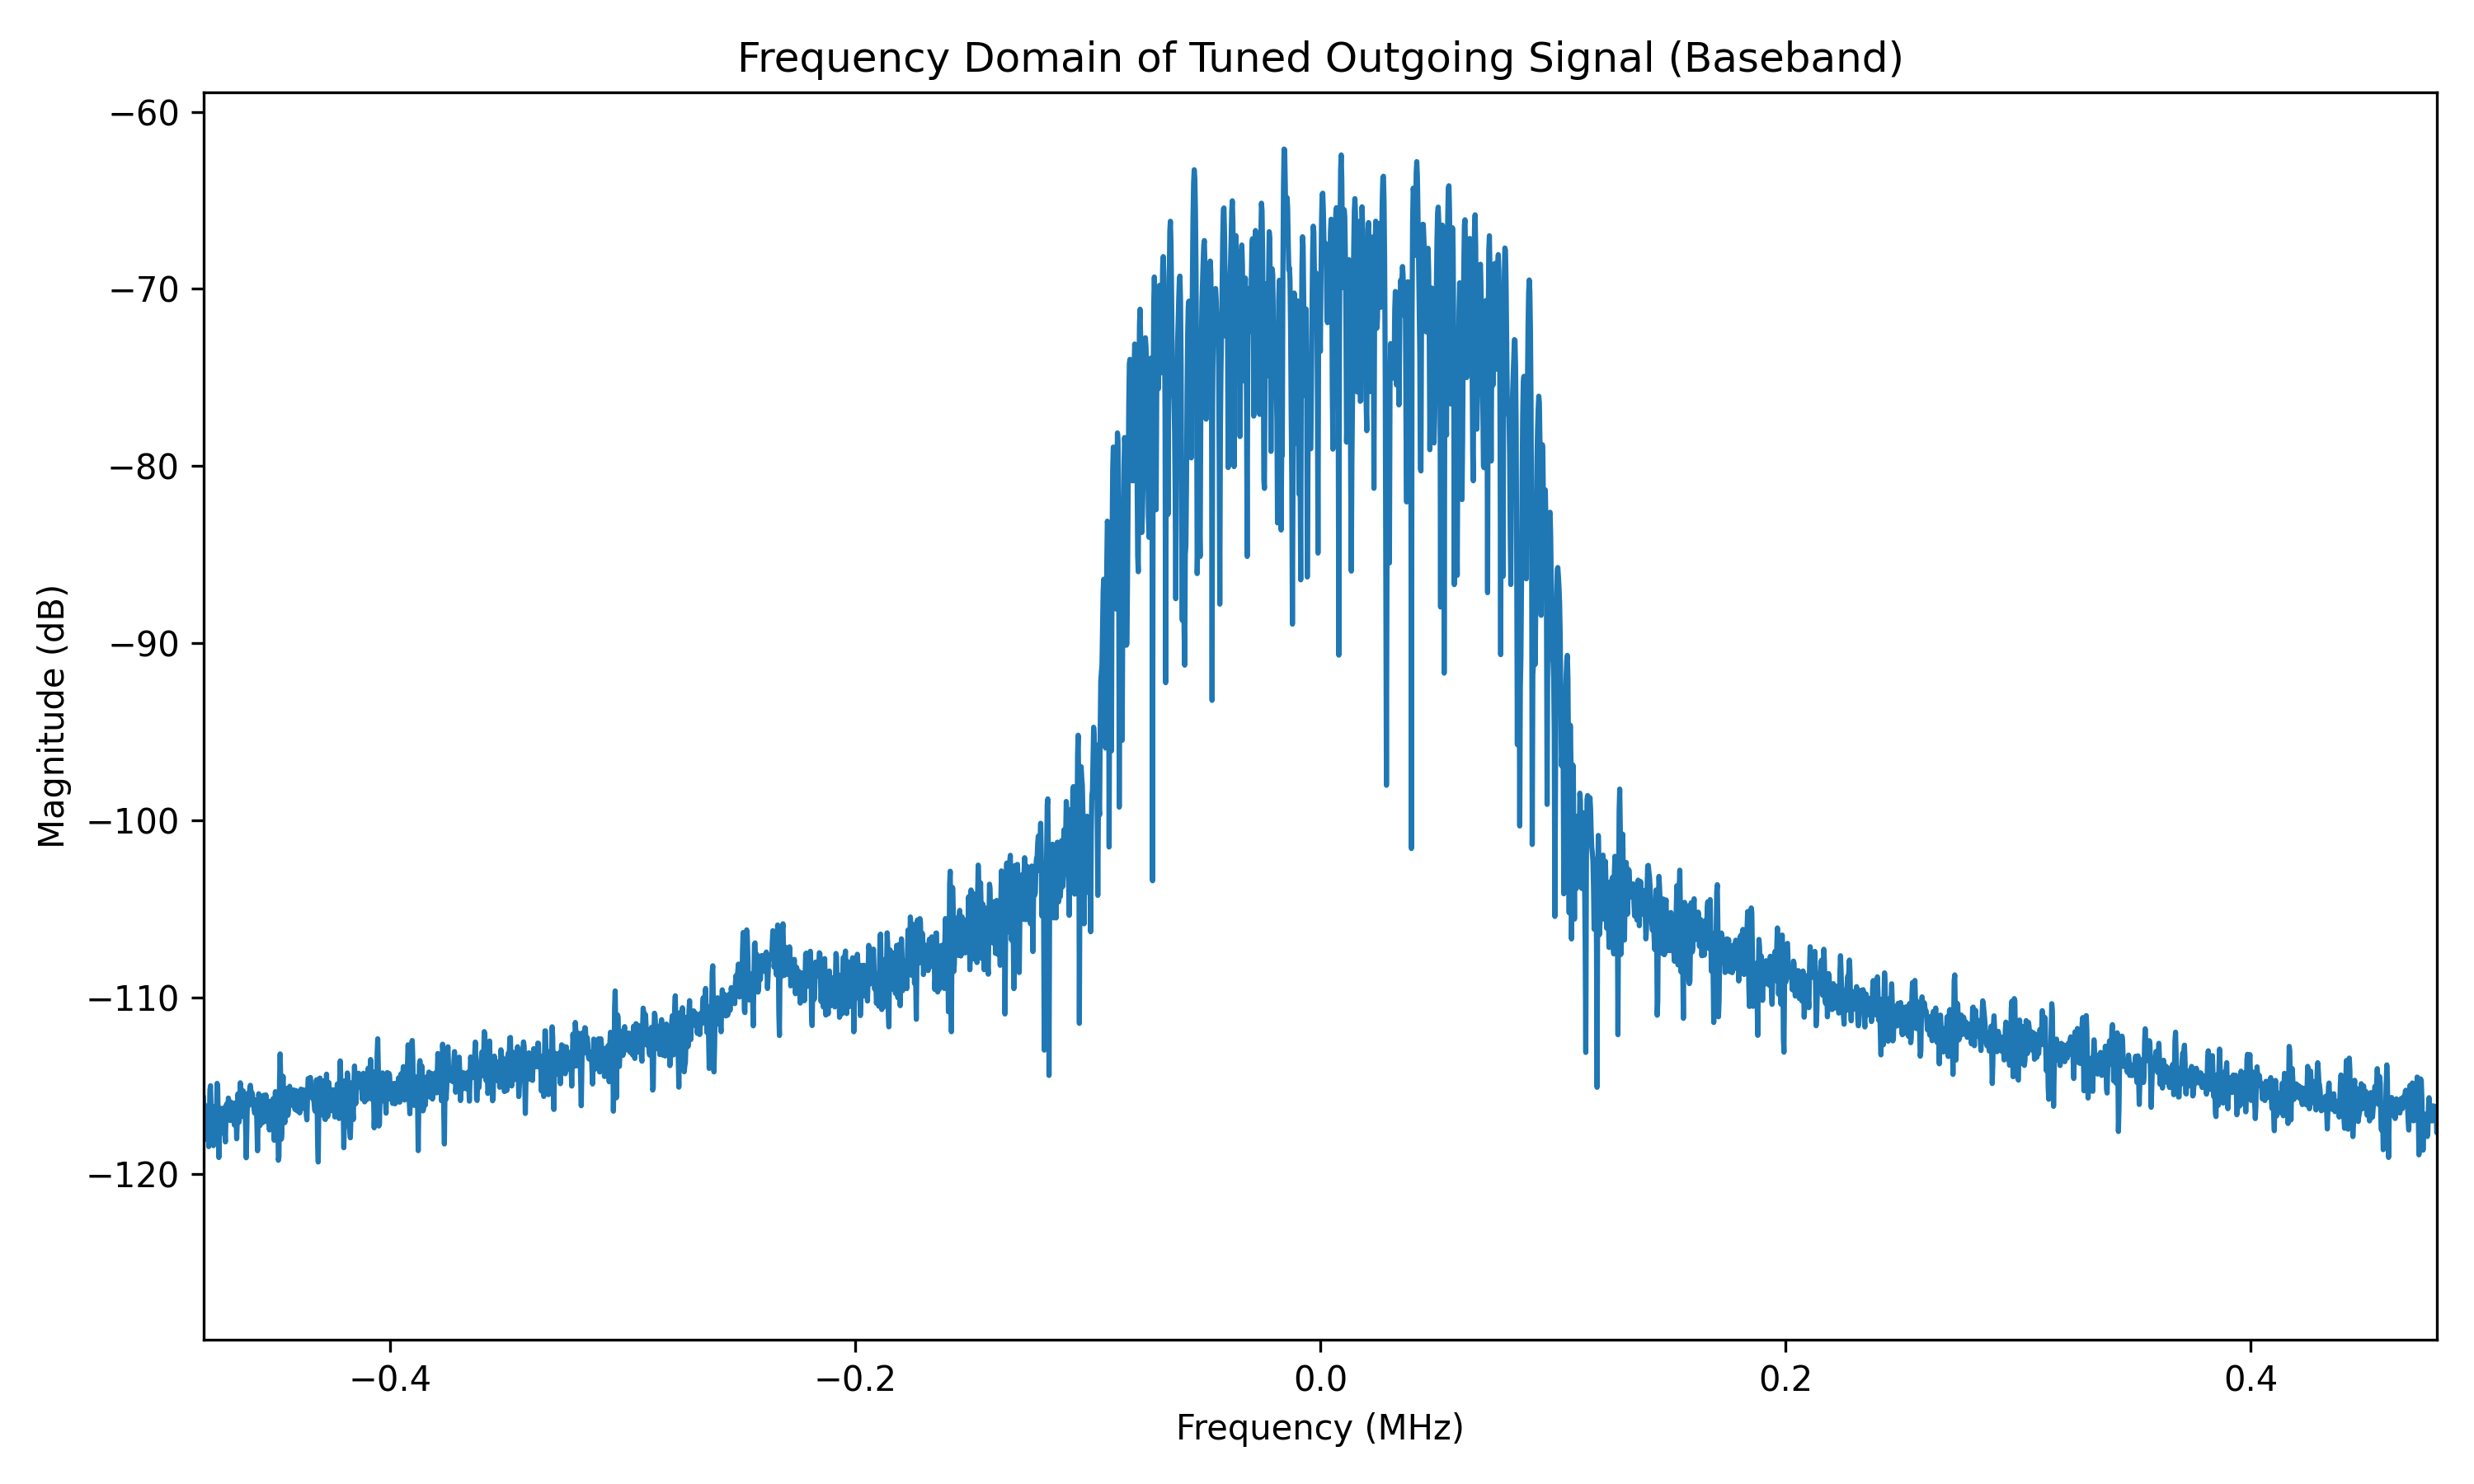 Frequency Domain of Tuned Outgoing Signal (Baseband)
−60
−70
−80
−90
−100
−110
−120
Magnitude (dB)
−0.4 −0.2 0.0 0.2 0.4
Frequency (MHz)